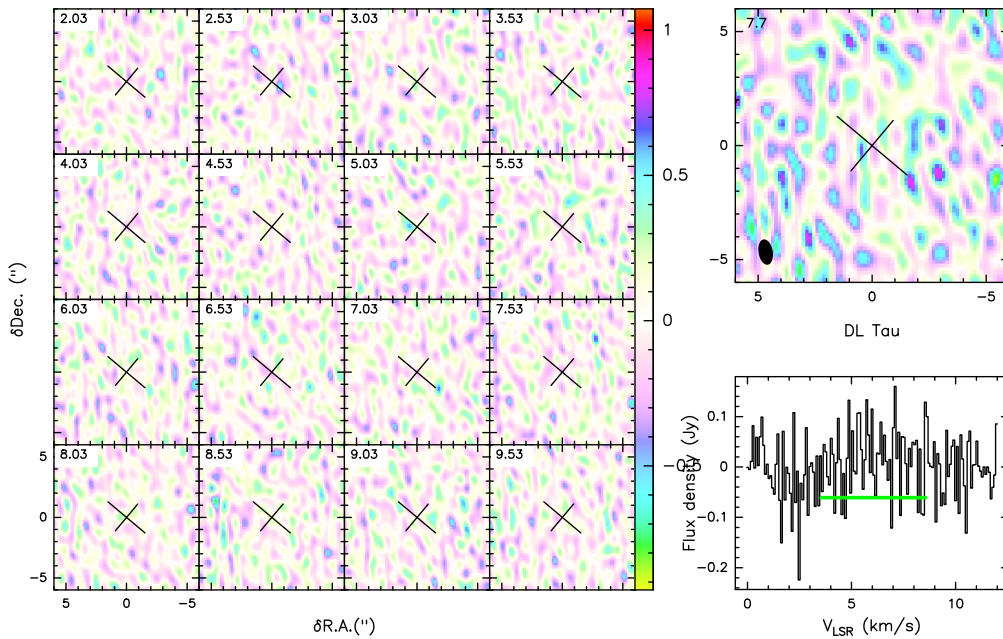 2.03 2.53 3.03 3.53
4.03 4.53 5.03 5.53
6.03 6.53 7.03 7.53
8.03 8.53 9.03 9.53
5
0
−5
5 0 −5
δDec. (")
δR.A.(")
1
0.5
0
−0.5
7.7
5
0
−5
5 0 −5
DL Tau
0.1
0
−0.1
−0.2
Flux density (Jy)
0 5 10
VLSR (km/s)